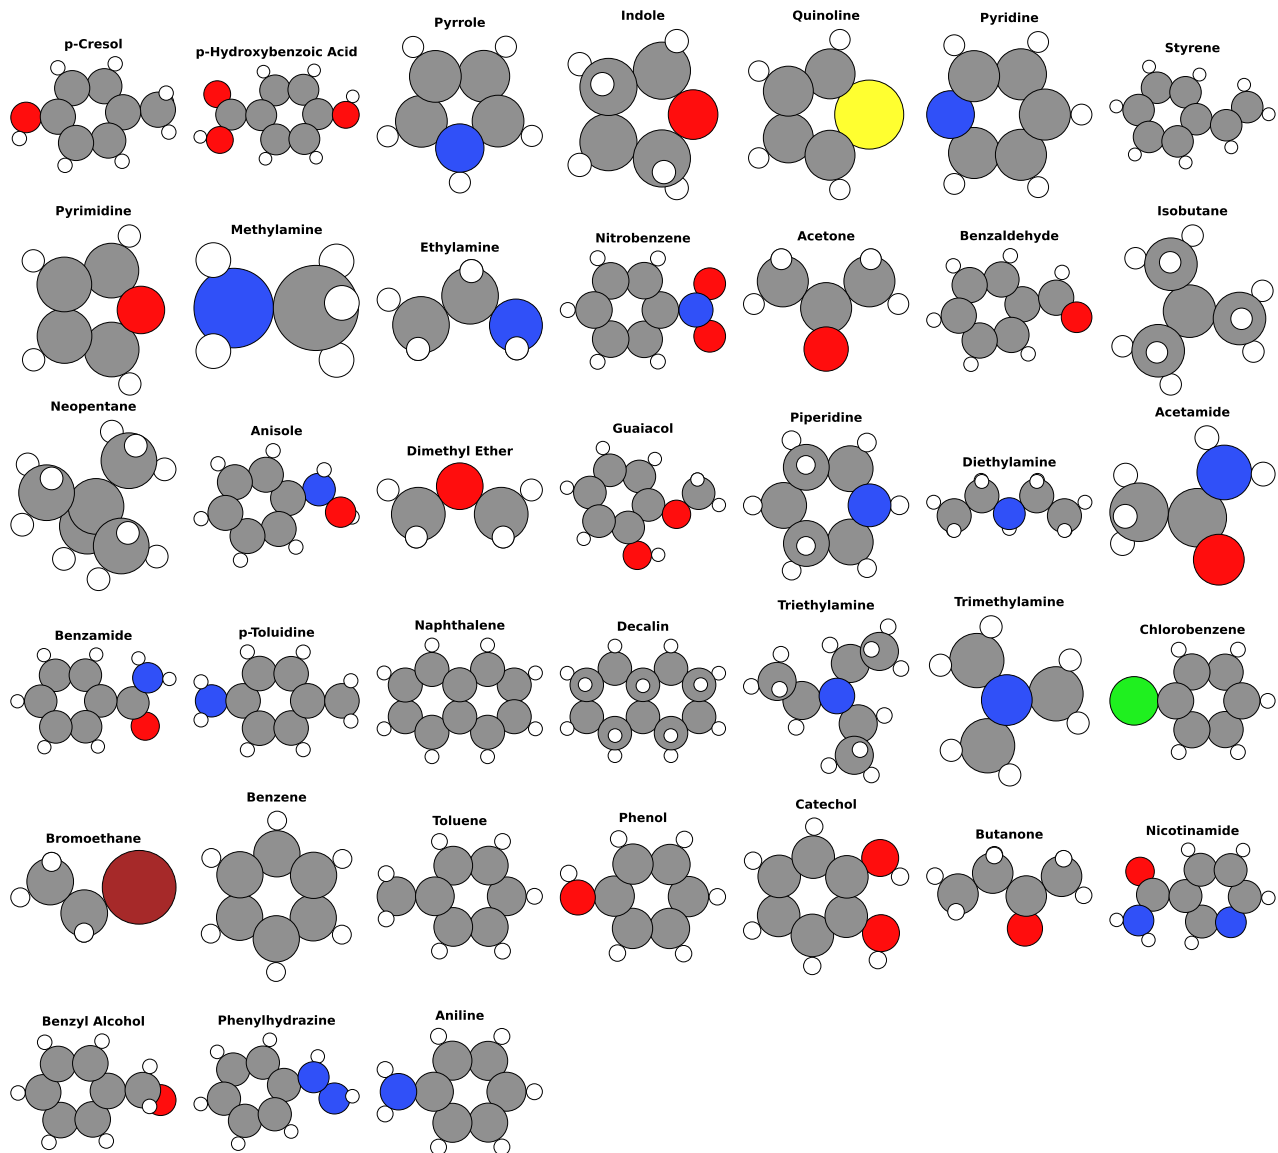 p-Cresol
p-Hydroxybenzoic Acid
Pyrrole
Indole
Quinoline
Pyridine
Styrene
Pyrimidine
Methylamine
Ethylamine
Nitrobenzene
Acetone
Benzaldehyde
Isobutane
Neopentane
Anisole
Dimethyl Ether
Guaiacol
Piperidine
Diethylamine
Acetamide
Benzamide
p-Toluidine
Naphthalene
Decalin
Triethylamine
Trimethylamine
Chlorobenzene
Bromoethane
Benzene
Toluene
Phenol
Catechol
Butanone
Nicotinamide
Benzyl Alcohol
Phenylhydrazine
Aniline